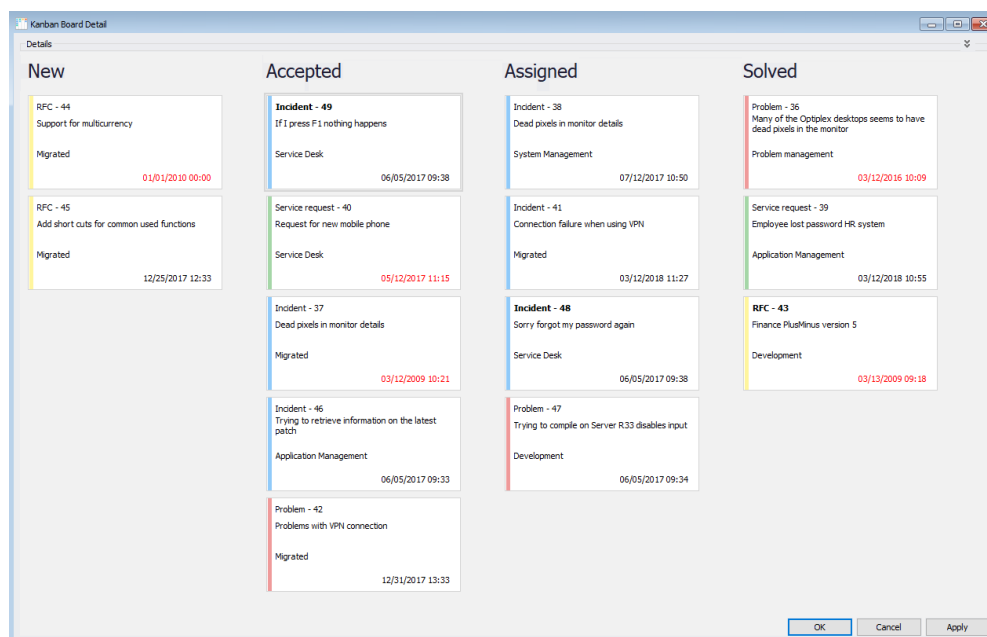 Kanban Board Detail
Details
New
RFC - 44
Support for multicurrency
Migrated
01/01/2010 00:00
RFC - 45
Add short cuts for common used functions
Migrated
12/25/2017 12:33
Accepted
Incident - 49
If I press F1 nothing happens
Service Desk
06/05/2017 09:38
Service request - 40
Request for new mobile phone
Service Desk
05/12/2017 11:15
Incident - 37
Dead pixels in monitor details
Migrated
03/12/2009 10:21
Incident - 46
Trying to retrieve information on the latest
patch
Application Management
06/05/2017 09:33
Problem - 42
Problems with VPN connection
Migrated
12/31/2017 13:33
Assigned
Incident - 38
Dead pixels in monitor details
System Management
07/12/2017 10:50
Incident - 41
Connection failure when using VPN
Migrated
03/12/2018 11:27
Incident - 48
Sorry forgot my password again
Service Desk
06/05/2017 09:38
Problem - 47
Trying to compile on Server R33 disables input
Development
06/05/2017 09:34
Solved
Problem - 36
Many of the Optiplex desktops seems to have
dead pixels in the monitor
Problem management
03/12/2016 10:09
Service request - 39
Employee lost password HR system
Application Management
03/12/2018 10:55
RFC - 43
Finance PlusMinus version 5
Development
03/13/2009 09:18
OK
Cancel
Apply